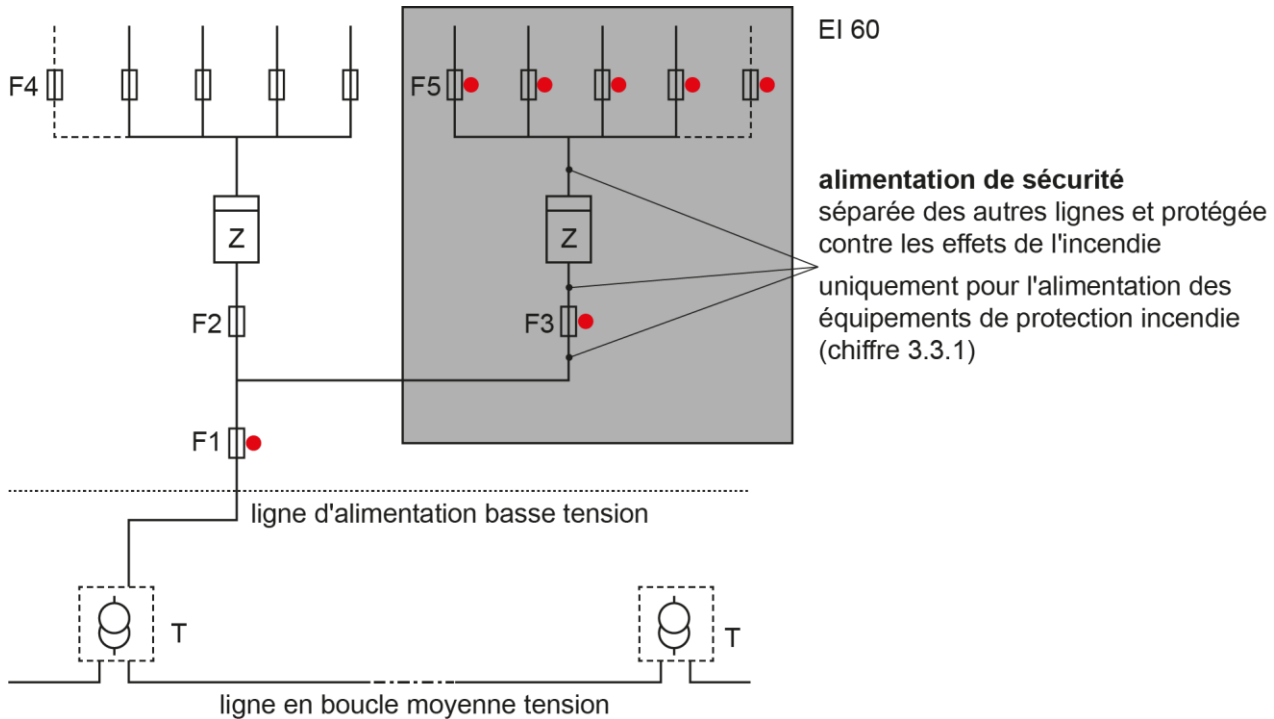 EI 60
F4
F5
alimentation de sécurité
séparée des autres lignes et protégée
contre les effets de l'incendie
uniquement pour l'alimentation des
équipements de protection incendie
(chiffre 3.3.1)
Z
Z
F2
F3
F1
ligne d'alimentation basse tension
T
T
ligne en boucle moyenne tension